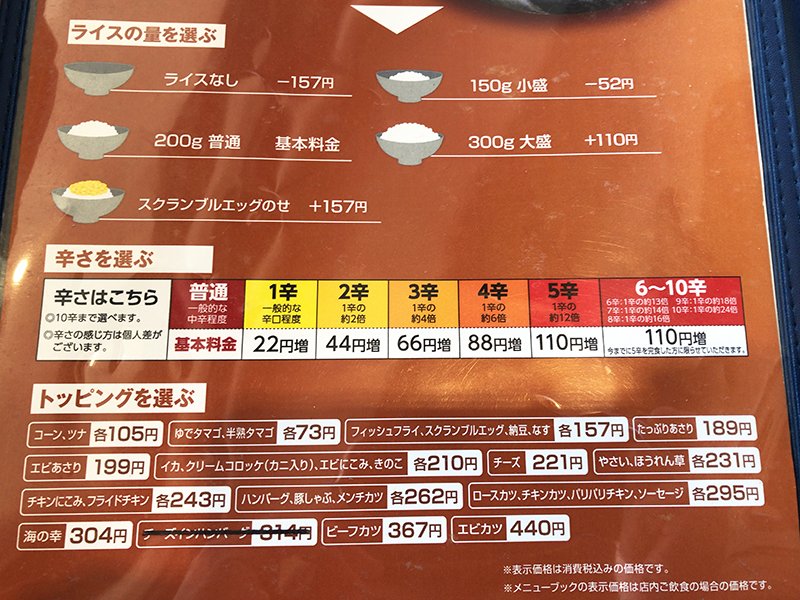 ライスの量を選ぶ
ライスなし −157円
150g 小盛 −52円
200g 普通 基本料金
300g 大盛 +110円
スクランブルエッグのせ +157円
辛さを選ぶ
辛さはこちら
◎10辛まで選べます。
◎辛さの感じ方は個人差が
ございます。
普通
一般的な
中辛程度
基本料金
1辛
一般的な
辛口程度
22円増
2辛
1辛の
約2倍
44円増
3辛
1辛の
約4倍
66円増
4辛
1辛の
約6倍
88円増
5辛
1辛の
約12倍
110円増
6〜10辛
6辛:1辛の約13倍 9辛:1辛の約18倍
7辛:1辛の約14倍 10辛:1辛の約24倍
8辛:1辛の約16倍
110円増
今までに5辛を完食した方に限らせていただきます。
トッピングを選ぶ
コーン、ツナ 各105円 ゆでタマゴ、半熟タマゴ 各73円 フィッシュフライ、スクランブルエッグ、納豆、なす 各157円 たっぷりあさり 189円
エビあさり 199円 イカ、クリームコロッケ(カニ入り)、エビにこみ、きのこ 各210円 チーズ 221円 やさい、ほうれん草 各231円
チキンにこみ、フライドチキン 各243円 ハンバーグ、豚しゃぶ、メンチカツ 各262円 ロースカツ、チキンカツ、パリパリチキン、ソーセージ 各295円
海の幸 304円 チーズインハンバーグ 314円 ビーフカツ 367円 エビカツ 440円
※表示価格は消費税込みの価格です。
※メニューブックの表示価格は店内ご飲食の場合の価格です。